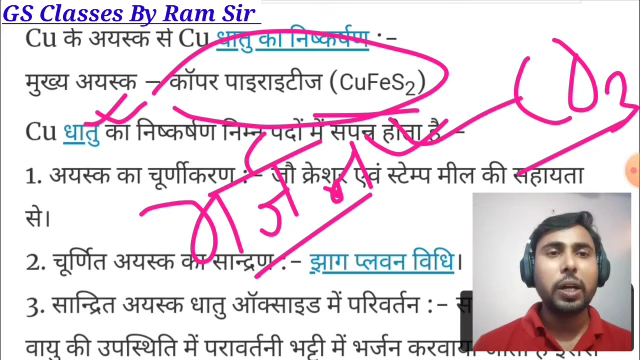 GS Classes By Ram Sir
Cu के अयस्क से Cu धातु का निष्कर्षण :-
मुख्य अयस्क – कॉपर पाइराइटीज (CuFeS₂)
CO3
Cu धातु का निष्कर्षण निम्न पदों में संपन्न होता है :-
1. अयस्क का चूर्णीकरण :- जौ क्रेशर एवं स्टेम्प मील की सहायता
से।
2. चूर्णित अयस्क का सान्द्रण :- झाग प्लवन विधि।
3. सान्द्रित अयस्क धातु ऑक्साइड में परिवर्तन :-
वायु की उपस्थिति में परावर्तनी भट्टी में भर्जन करवाया जाता है